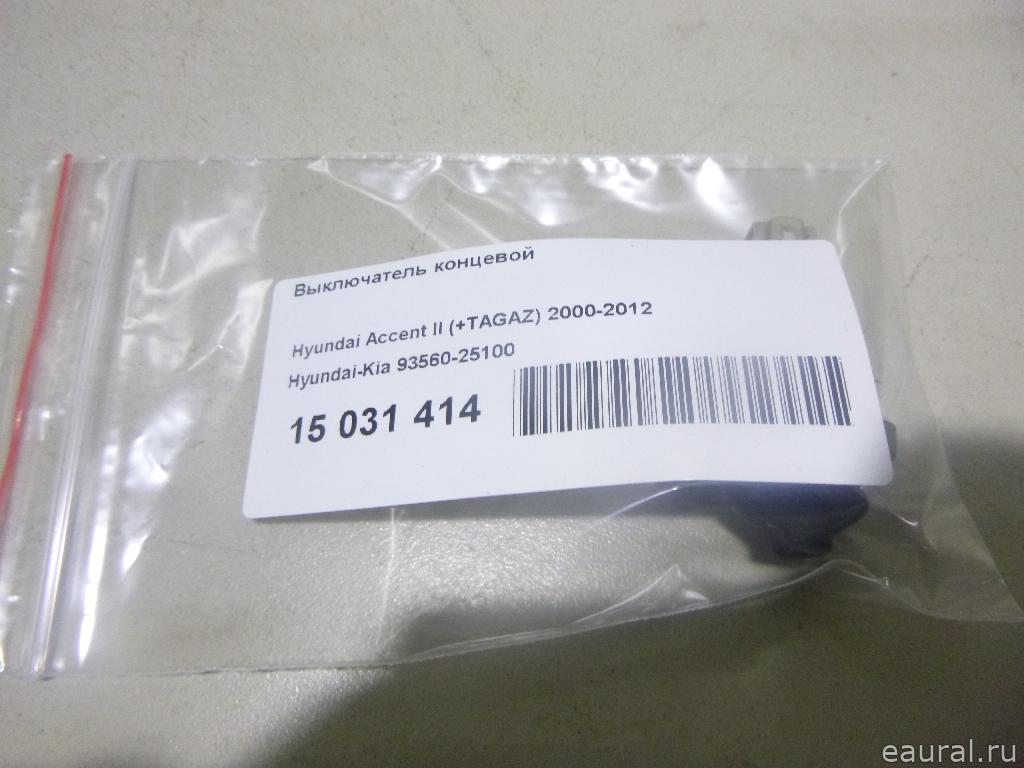 Выключатель концевой
Hyundai Accent II (+TAGAZ) 2000-2012
Hyundai-Kia 93560-25100
15 031 414
eaural.ru